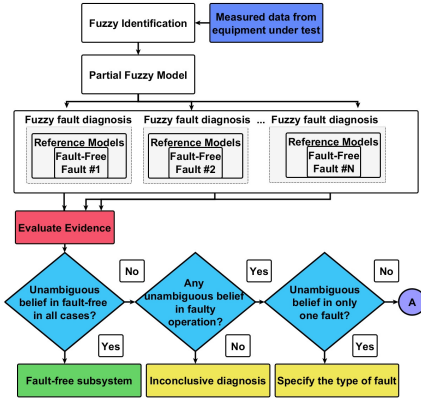 Fuzzy Identification
Measured data from
equipment under test
Partial Fuzzy Model
Fuzzy fault diagnosis
Fuzzy fault diagnosis
...
Fuzzy fault diagnosis
Reference Models
Fault-Free
Fault #1
Reference Models
Fault-Free
Fault #2
Reference Models
Fault-Free
Fault #N
Evaluate Evidence
Unambiguous
belief in fault-free
in all cases?
No
Any
unambiguous belief
in faulty
operation?
Yes
Unambiguous
belief in only
one fault?
No
A
Yes
No
Yes
Fault-free subsystem
Inconclusive diagnosis
Specify the type of fault